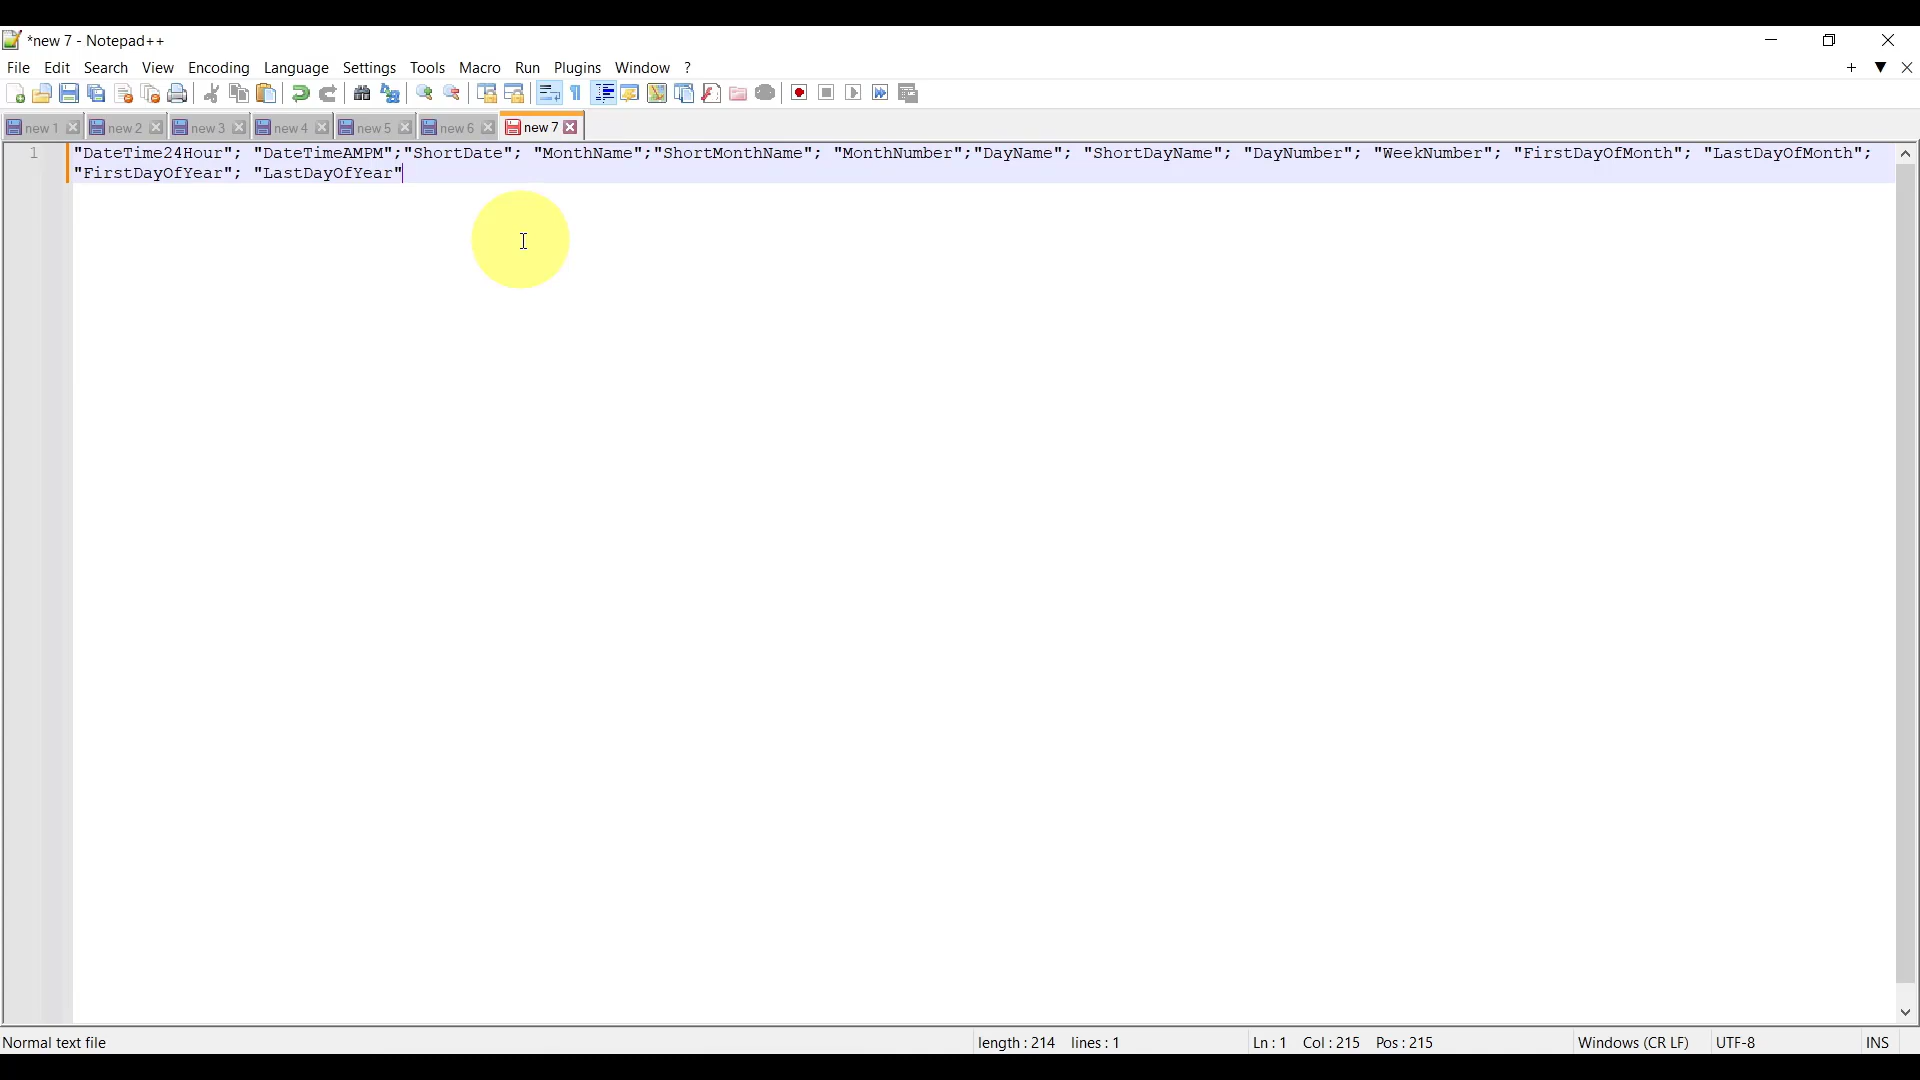 *new 7 - Notepad++
File Edit Search View Encoding Language Settings Tools Macro Run Plugins Window ?
new 1 new 2 new 3 new 4 new 5 new 6 new 7
1 "DateTime24Hour"; "DateTimeAMPM";"ShortDate"; "MonthName";"ShortMonthName"; "MonthNumber";"DayName"; "ShortDayName"; "DayNumber"; "WeekNumber"; "FirstDayOfMonth"; "LastDayOfMonth";
"FirstDayOfYear"; "LastDayOfYear"
Normal text file length : 214 lines : 1 Ln : 1 Col : 215 Pos : 215 Windows (CR LF) UTF-8 INS